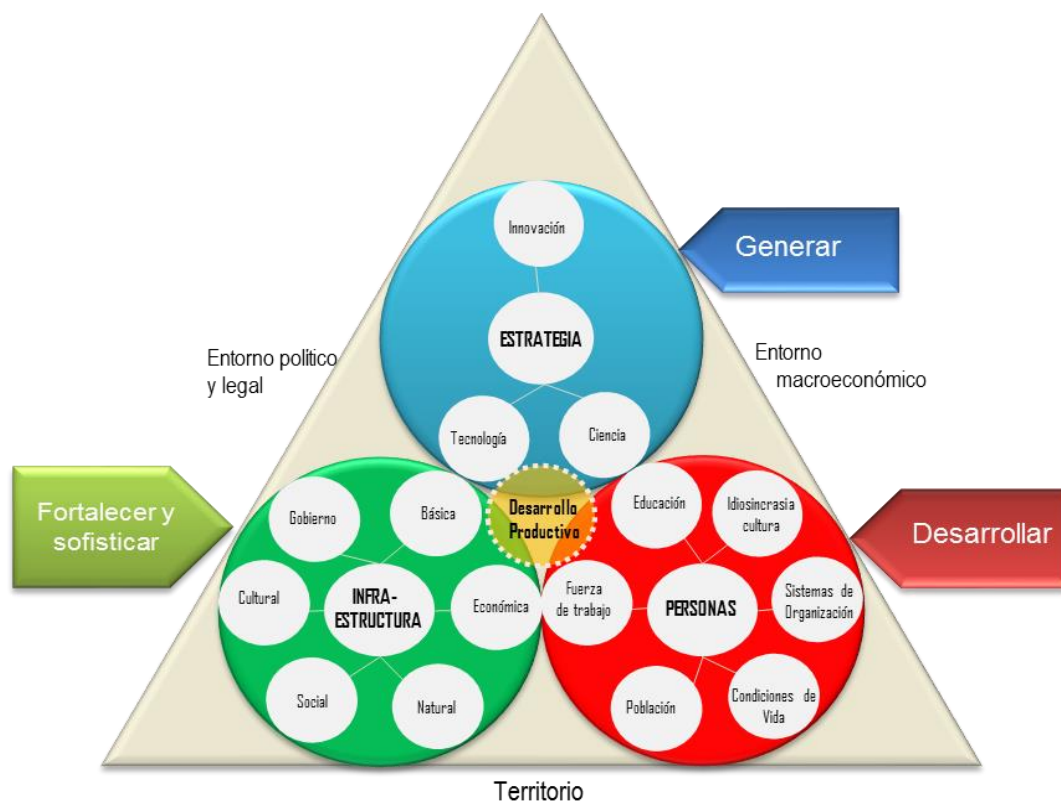 Innovación
Generar
ESTRATEGIA
Entorno político
y legal
Entorno
macroeconómico
Tecnología
Ciencia
Fortalecer y
sofisticar
Gobierno
Básica
Desarrollo
Productivo
Educación
Idiosincrasia
cultura
Desarrollar
Cultural
INFRA-
ESTRUCTURA
Económica
Fuerza
de trabajo
PERSONAS
Sistemas de
Organización
Social
Natural
Población
Condiciones de
Vida
Territorio